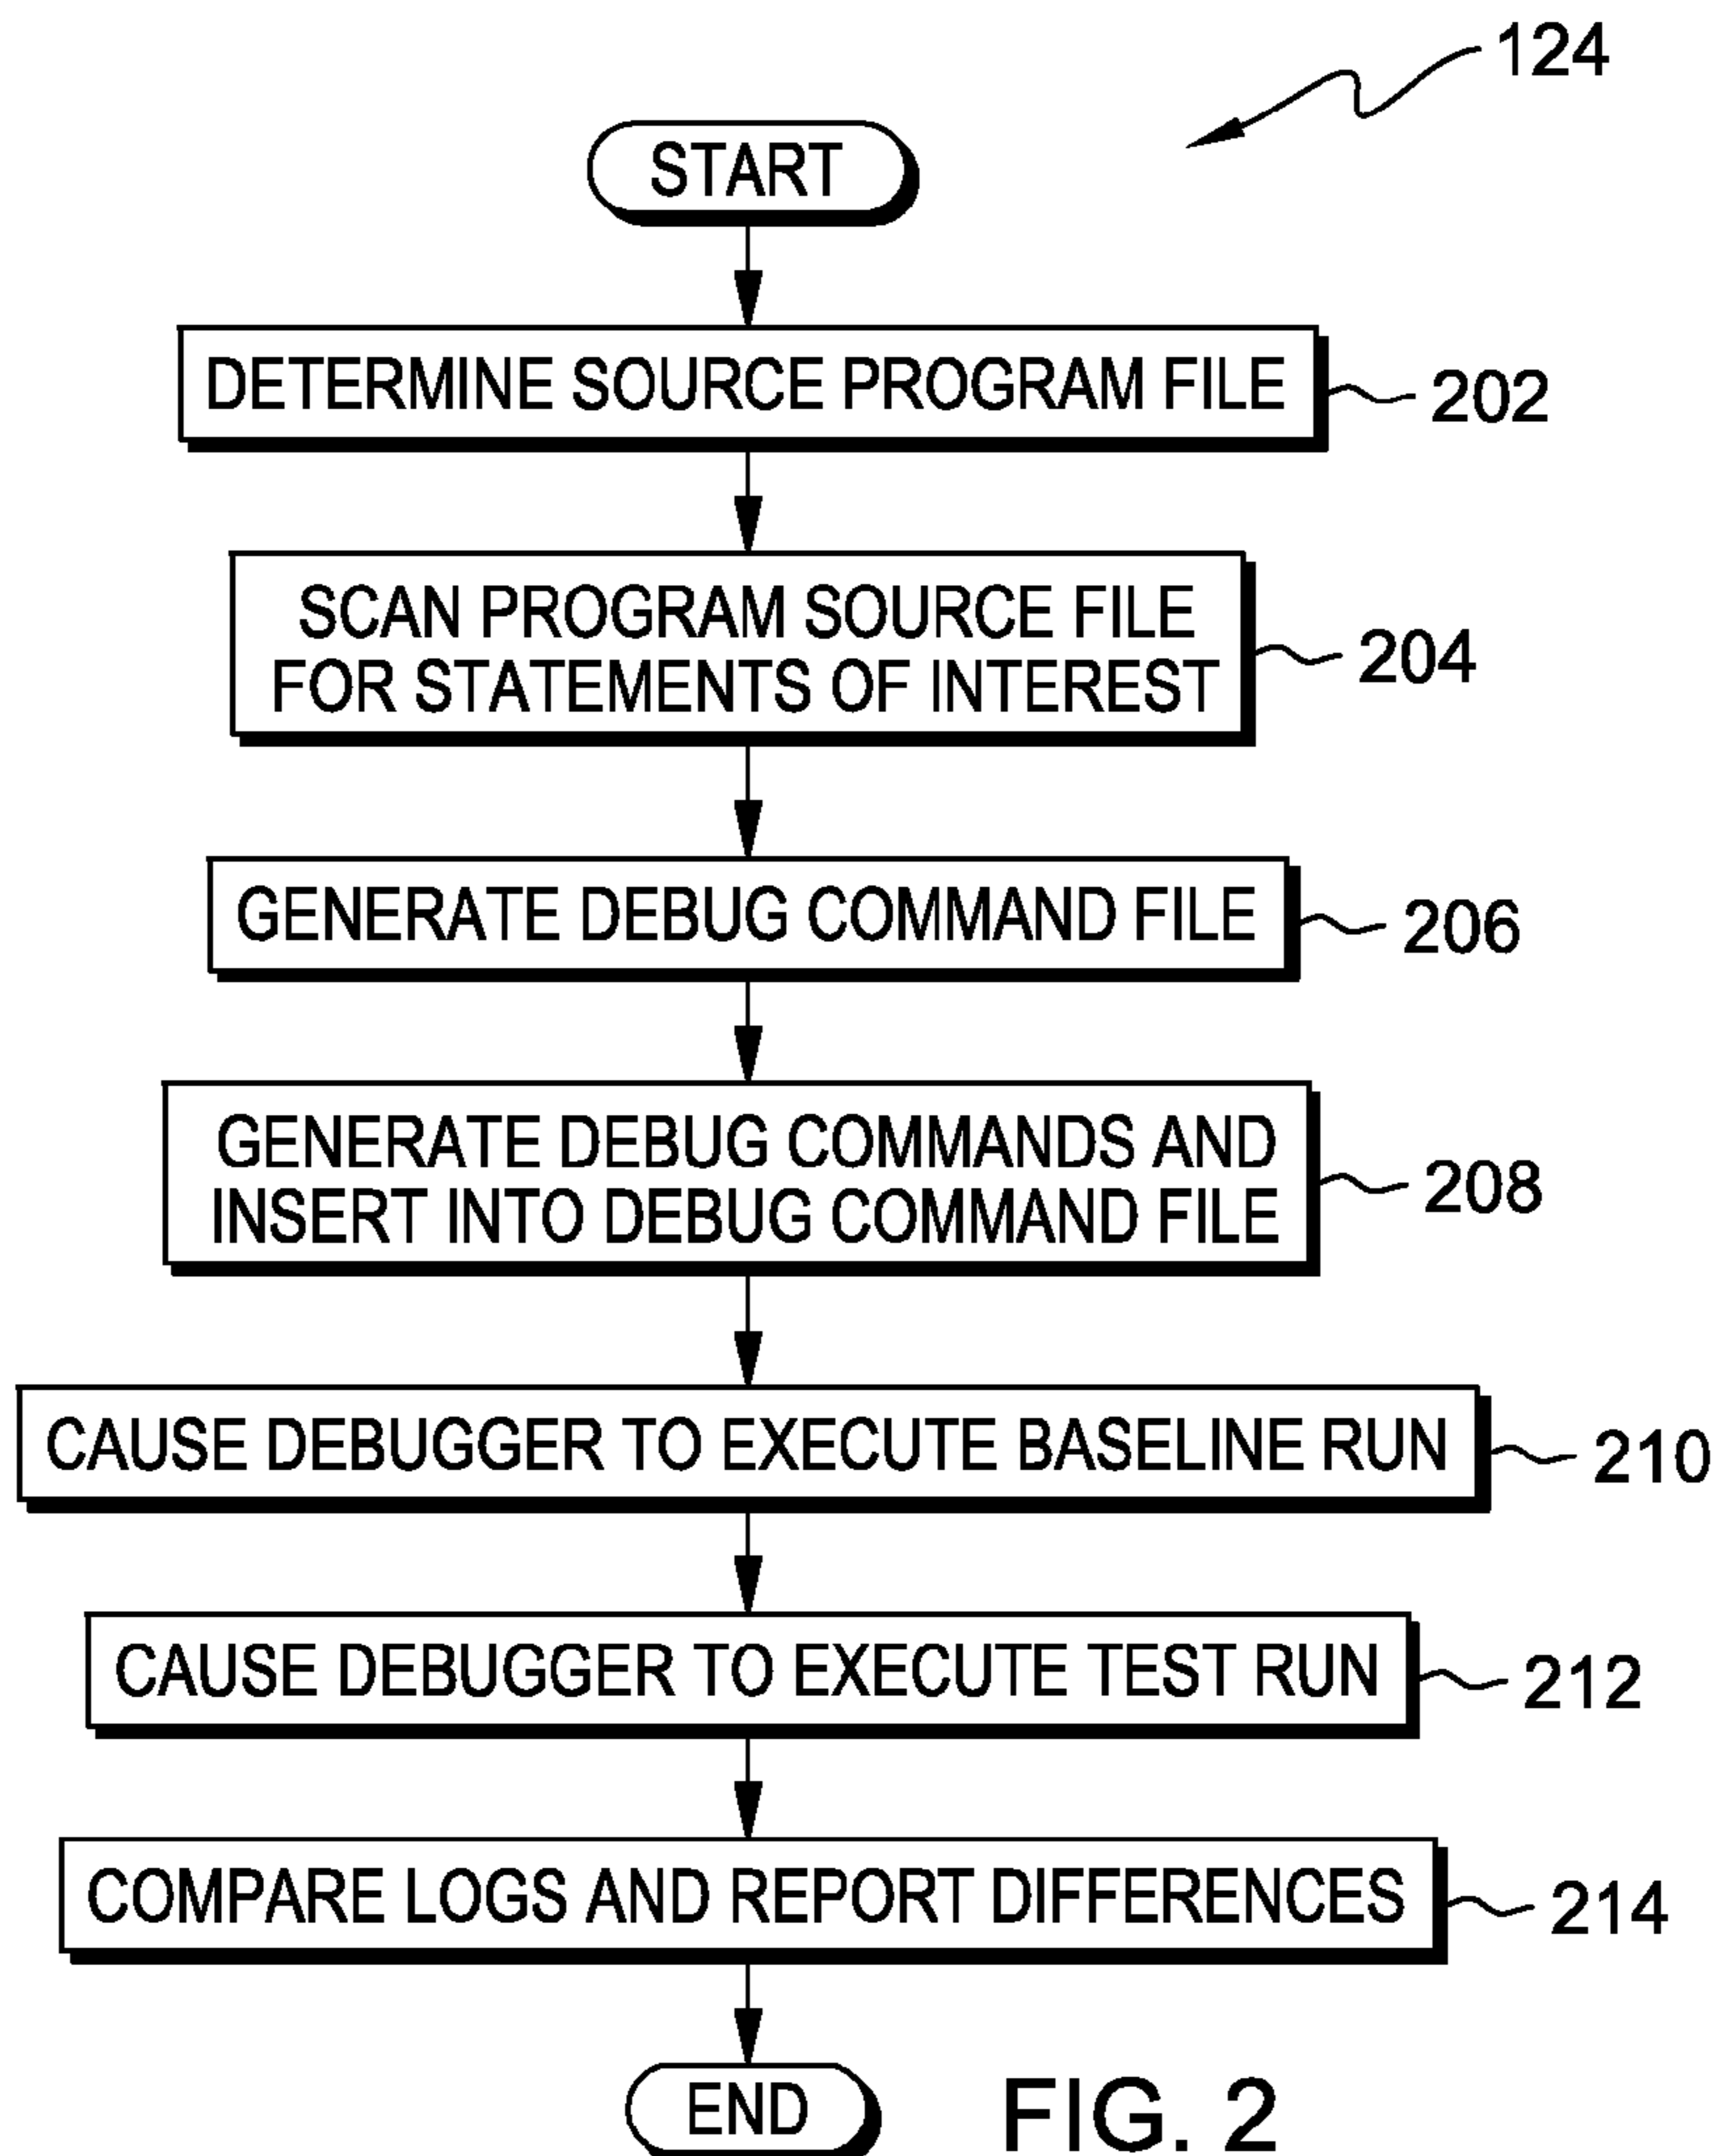 124
START
DETERMINE SOURCE PROGRAM FILE
202
SCAN PROGRAM SOURCE FILE
FOR STATEMENTS OF INTEREST
204
GENERATE DEBUG COMMAND FILE
206
GENERATE DEBUG COMMANDS AND
INSERT INTO DEBUG COMMAND FILE
208
CAUSE DEBUGGER TO EXECUTE BASELINE RUN
210
CAUSE DEBUGGER TO EXECUTE TEST RUN
212
COMPARE LOGS AND REPORT DIFFERENCES
214
END
FIG. 2